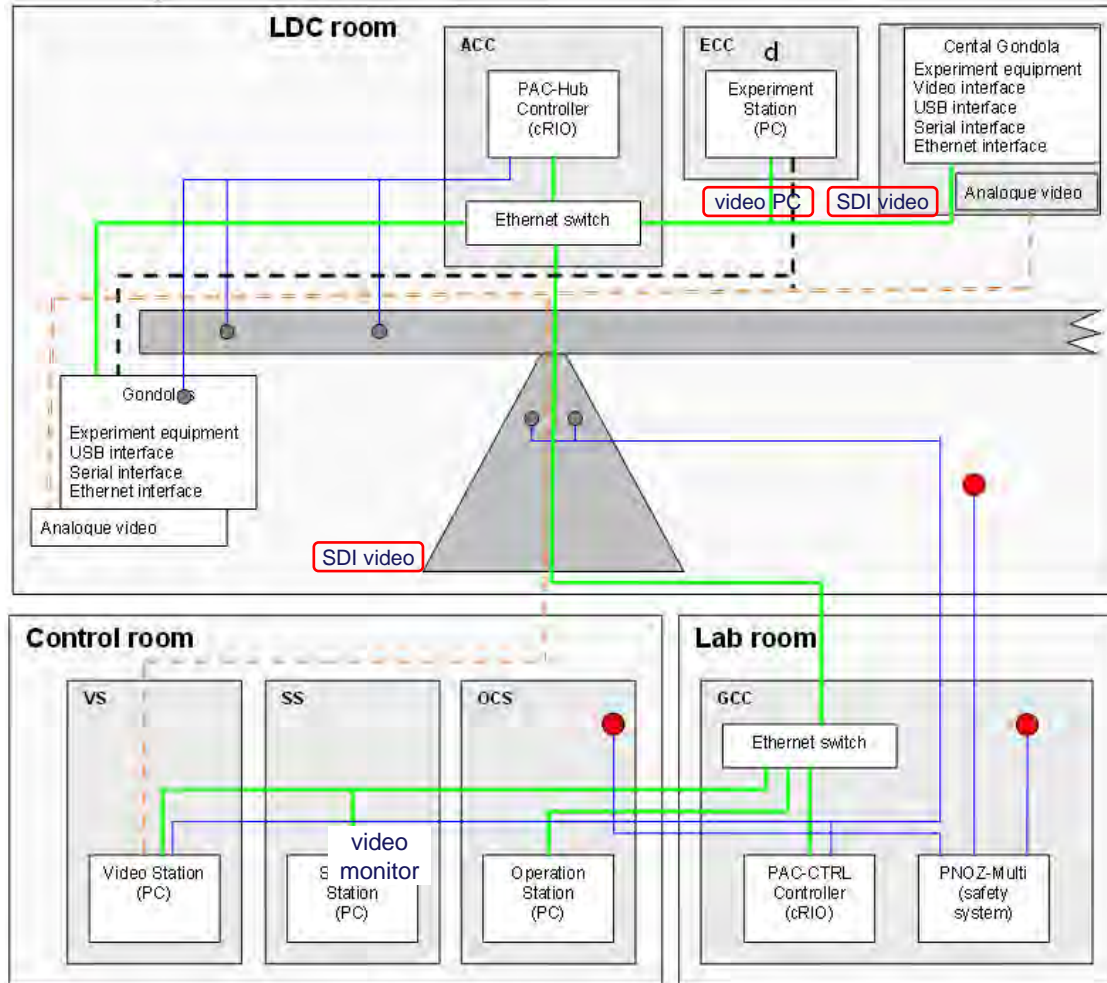 LDC room
ACC
PAC-Hub
Controller
(cRIO)
Ethernet switch
ECC
d
Experiment
Station
(PC)
Cental Gondola
Experiment equipment
Video interface
USB interface
Serial interface
Ethernet interface
Analogue video
video PC
SDI video
Gondolas
Experiment equipment
USB interface
Serial interface
Ethernet interface
Analogue video
SDI video
Control room
VS
Video Station
(PC)
SS
video
monitor
Station
(PC)
OCS
Operation
Station
(PC)
Lab room
GCC
Ethernet switch
PAC-CTRL
Controller
(cRIO)
PNOZ-Multi
(safety
system)